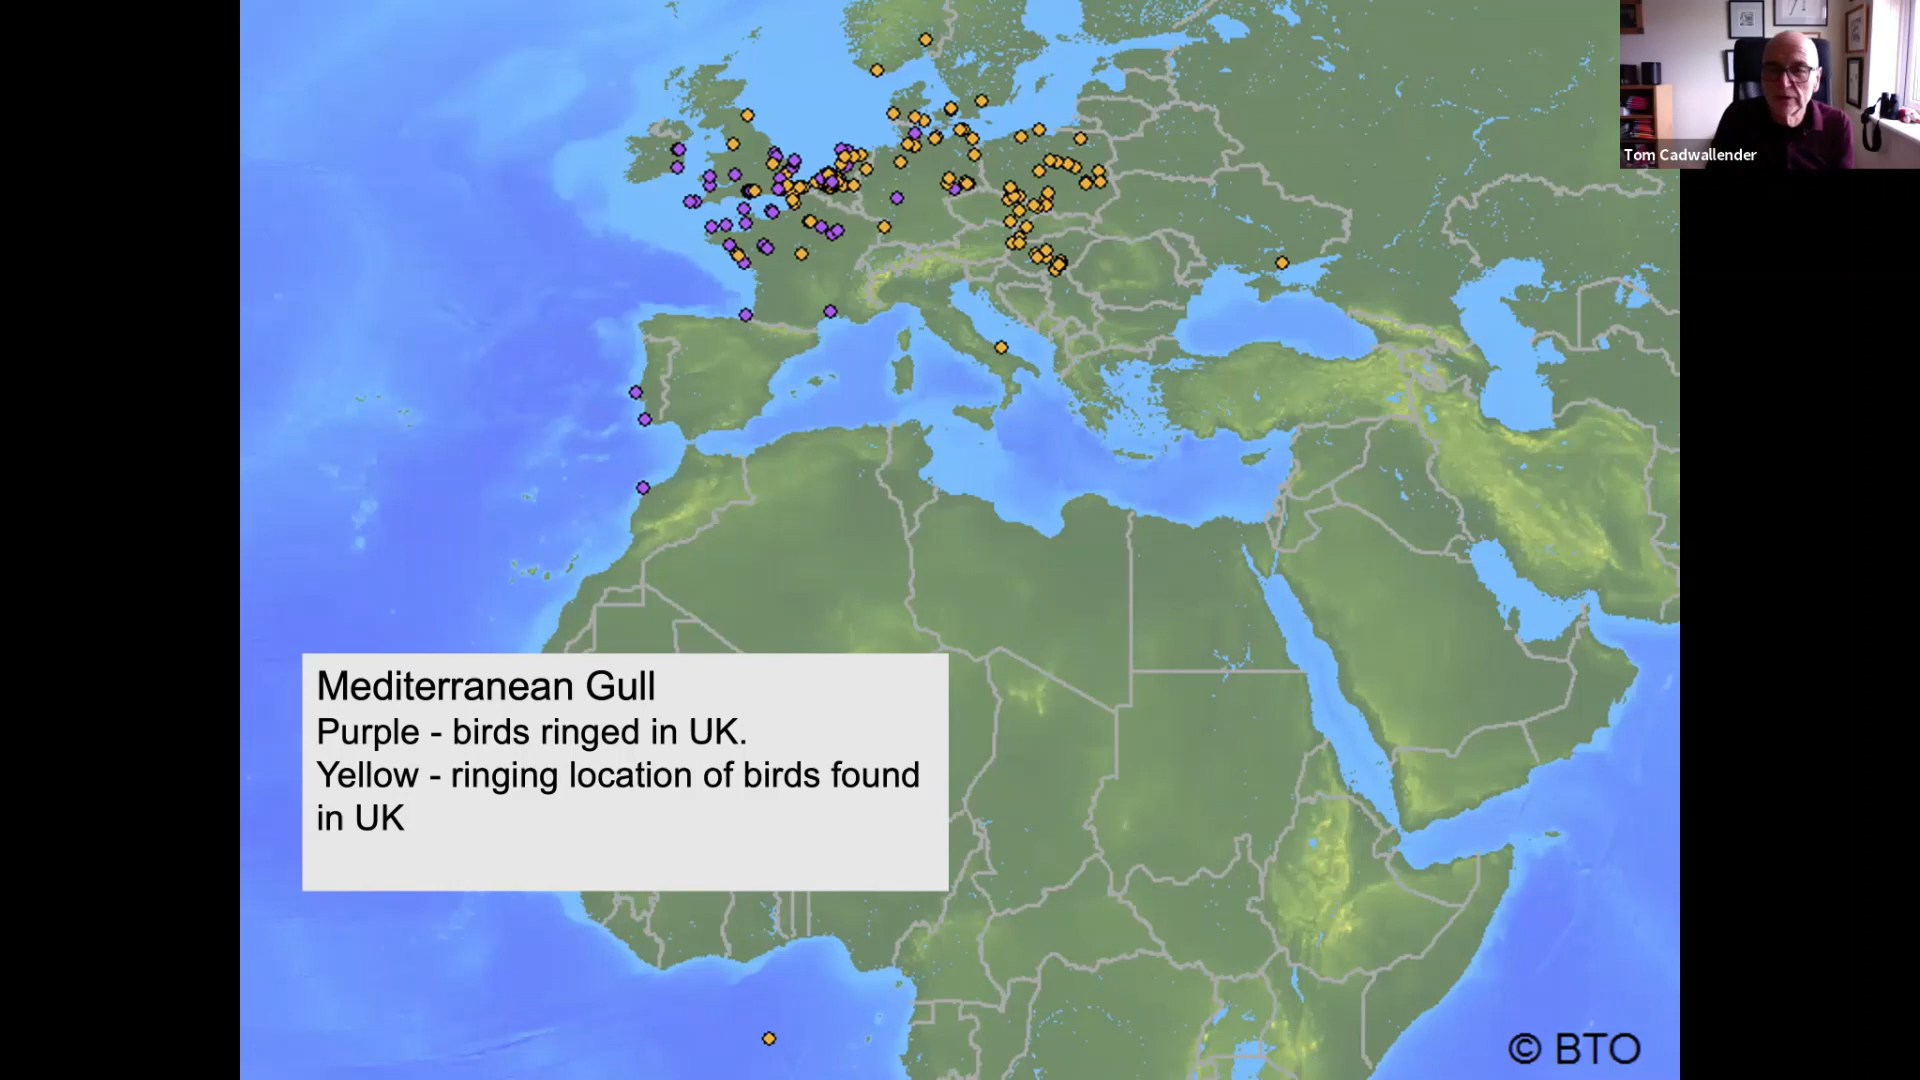 Tom Cadwallender
Mediterranean Gull
Purple - birds ringed in UK.
Yellow - ringing location of birds found
in UK
© BTO